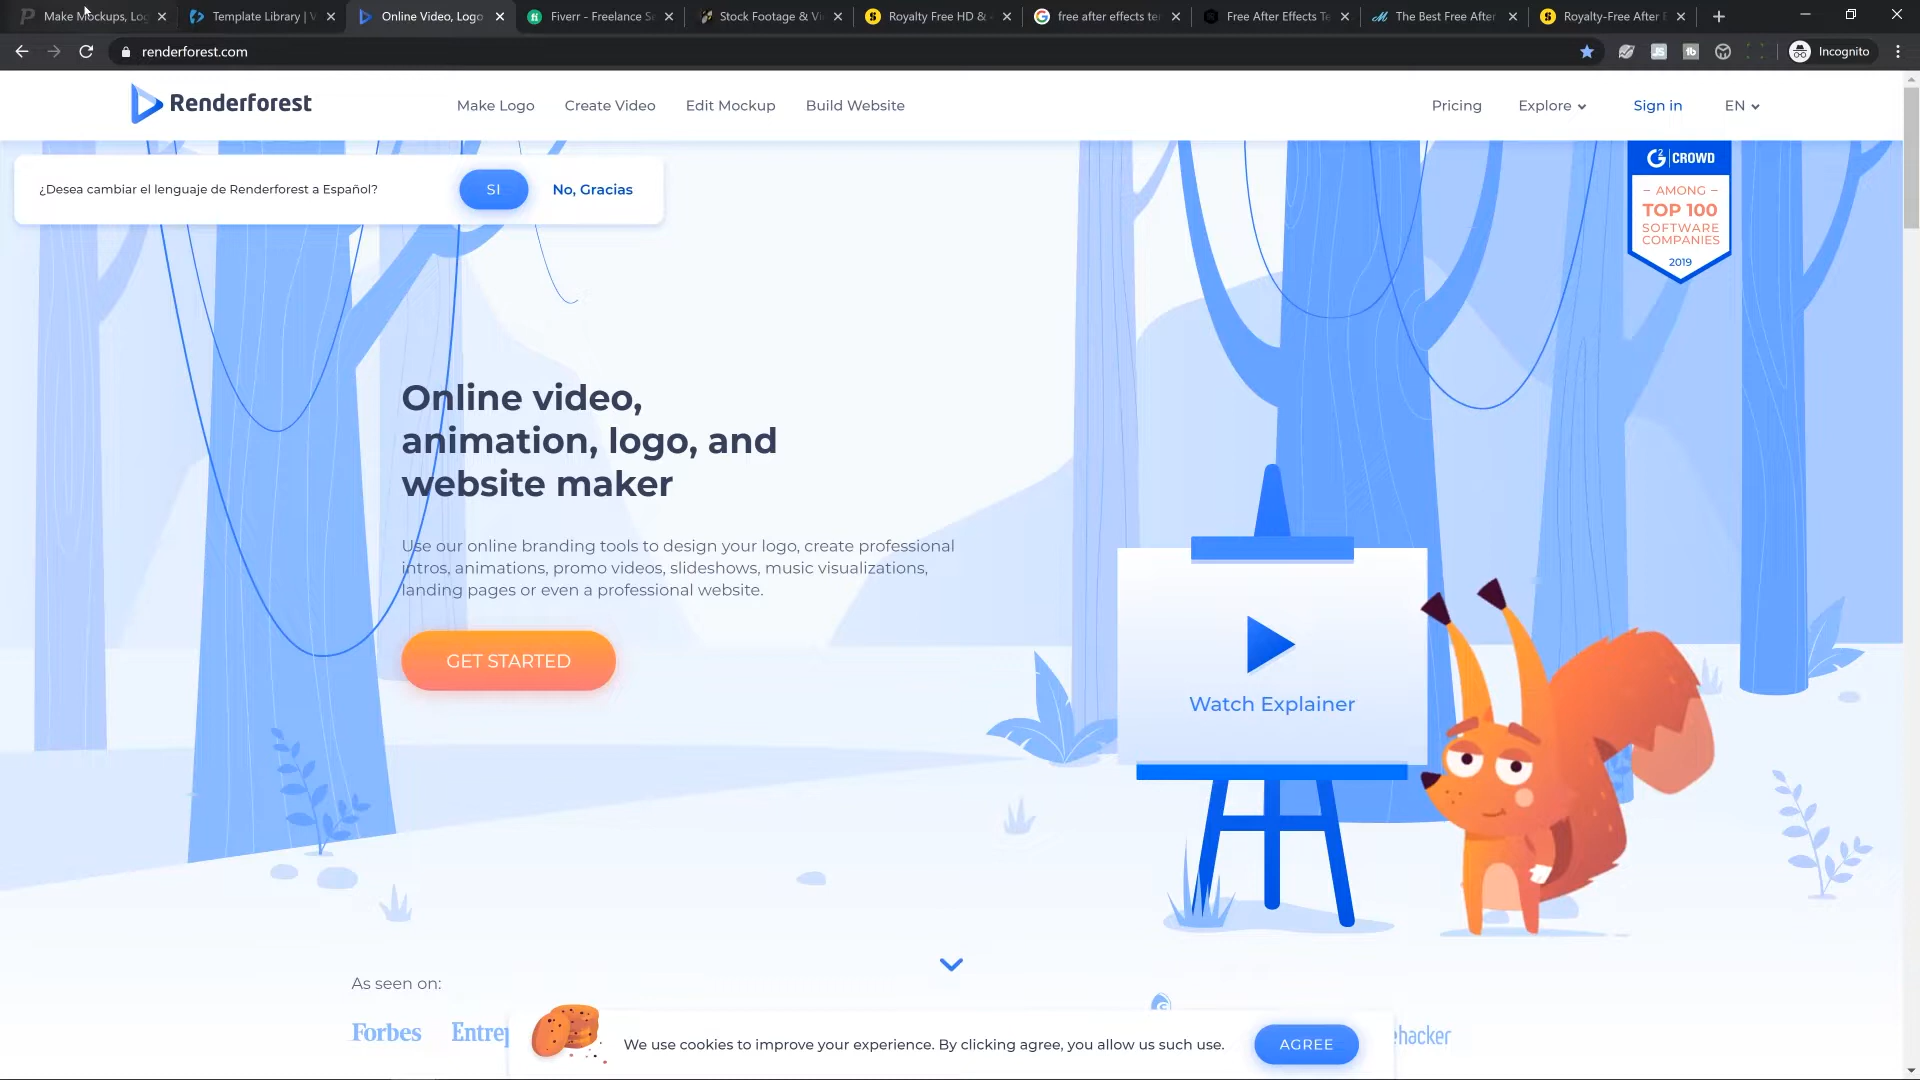 Make Mockups, Log
Template Library | V
Online Video, Logo
Fiverr - Freelance Se
Stock Footage & Vi
Royalty Free HD &
free after effects te
Free After Effects Te
The Best Free After
Royalty-Free After E
renderforest.com
Incognito
Renderforest
Make Logo
Create Video
Edit Mockup
Build Website
Pricing
Explore
Sign in
EN
¿Desea cambiar el lenguaje de Renderforest a Español?
SI
No, Gracias
G2 | CROWD
– AMONG –
TOP 100
SOFTWARE
COMPANIES
2019
Online video,
animation, logo, and
website maker
Use our online branding tools to design your logo, create professional
intros, animations, promo videos, slideshows, music visualizations,
landing pages or even a professional website.
GET STARTED
Watch Explainer
As seen on:
Forbes
Entrep
ehacker
We use cookies to improve your experience. By clicking agree, you allow us such use.
AGREE